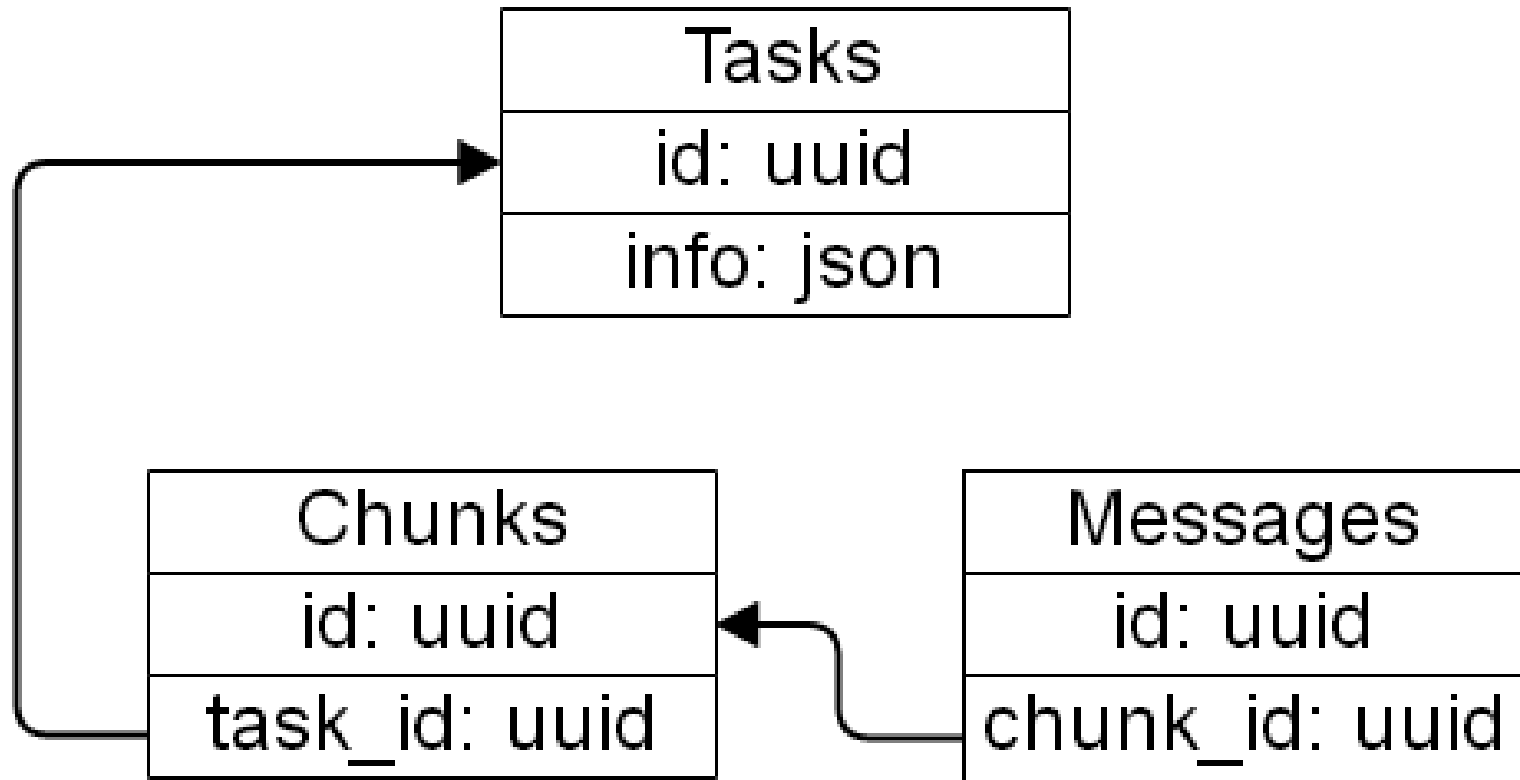 Tasks
id: uuid
info: json
Chunks
id: uuid
task_id: uuid
Messages
id: uuid
chunk_id: uuid